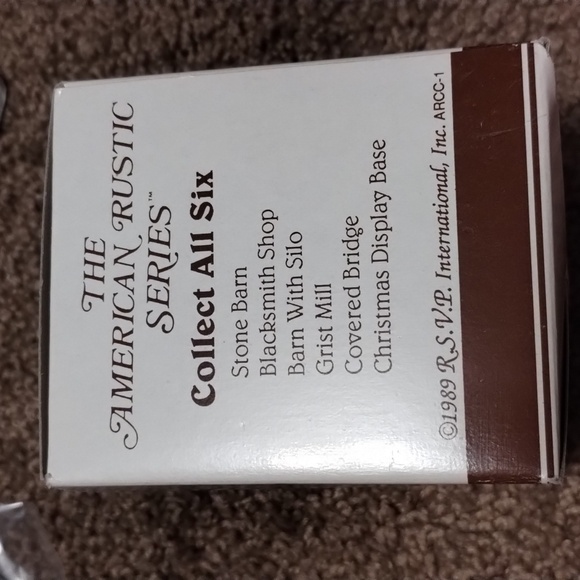 THE
AMERICAN RUSTIC
SERIES™
Collect All Six
Stone Barn
Blacksmith Shop
Barn With Silo
Grist Mill
Covered Bridge
Christmas Display Base
©1989 R.S.V.P. International, Inc. ARCC-1